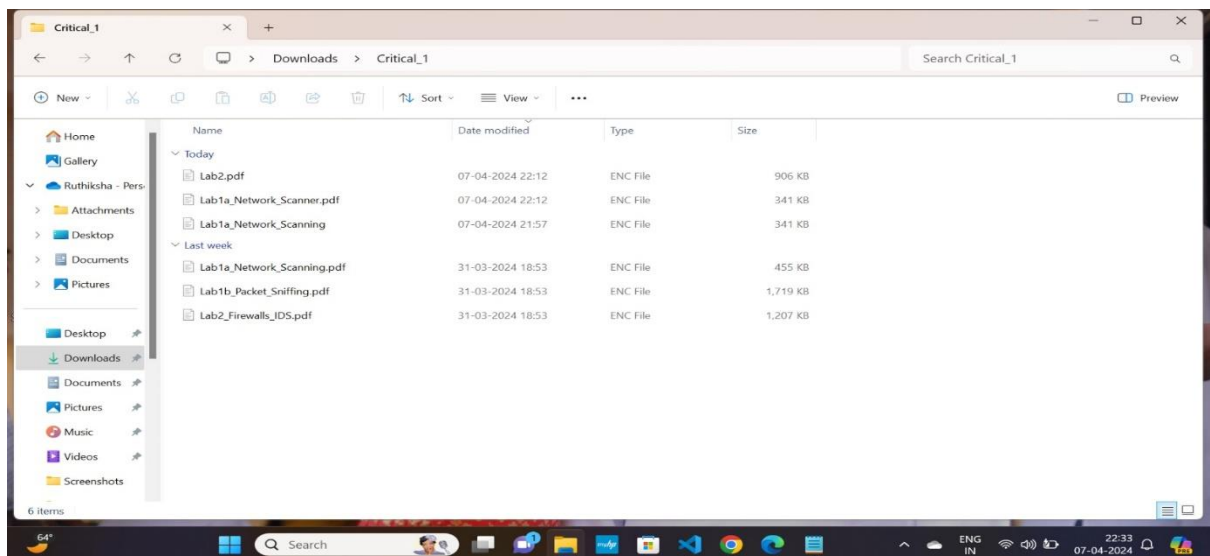 Critical_1
Downloads > Critical_1
Search Critical_1
New
Sort
View
Preview
Name Date modified Type Size
Home
Gallery
Ruthiksha - Pers
Attachments
Desktop
Documents
Pictures
Desktop
Downloads
Documents
Pictures
Music
Videos
Screenshots
Today
Lab2.pdf 07-04-2024 22:12 ENC File 906 KB
Lab1a_Network_Scanner.pdf 07-04-2024 22:12 ENC File 341 KB
Lab1a_Network_Scanning 07-04-2024 21:57 ENC File 341 KB
Last week
Lab1a_Network_Scanning.pdf 31-03-2024 18:53 ENC File 455 KB
Lab1b_Packet_Sniffing.pdf 31-03-2024 18:53 ENC File 1,719 KB
Lab2_Firewalls_IDS.pdf 31-03-2024 18:53 ENC File 1,207 KB
6 items
64°
Search
ENG
IN
22:33
07-04-2024